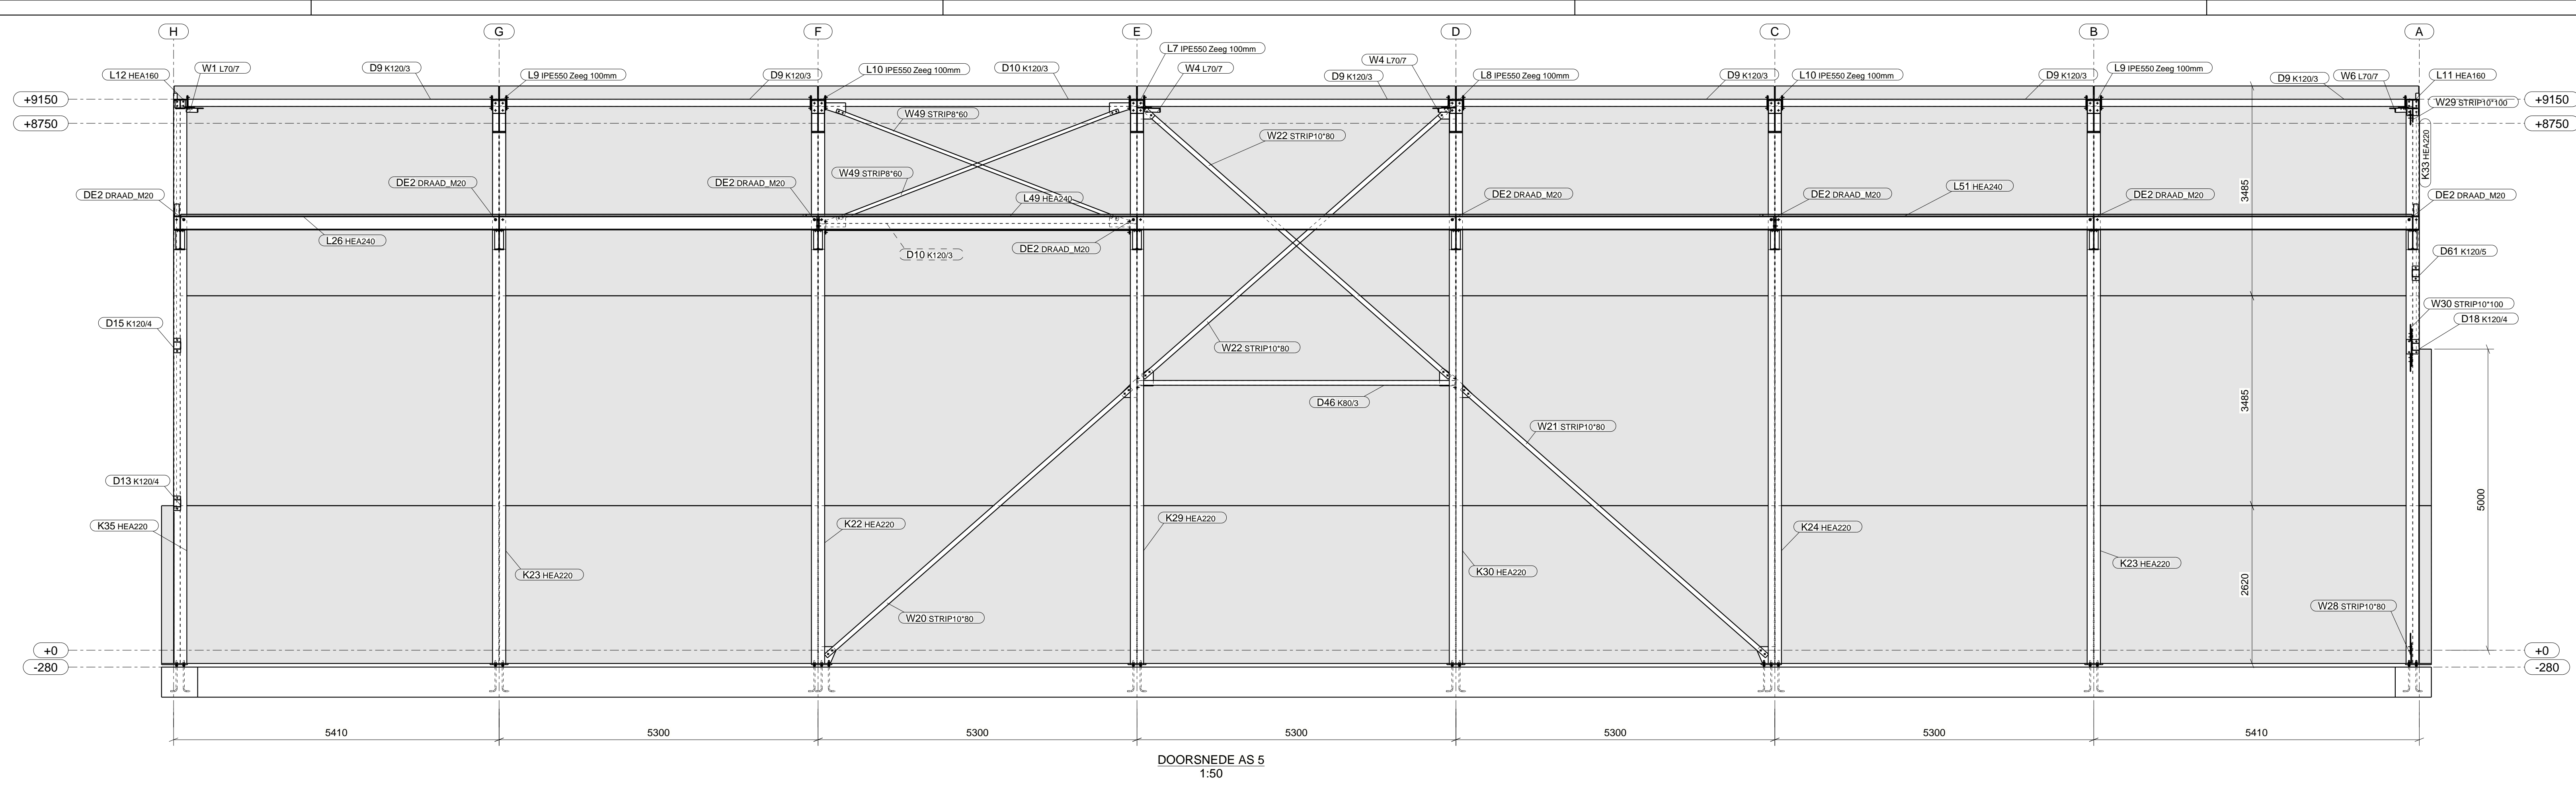 H
G
F
E
D
C
B
A
L7 IPE550 Zeeg 100mm
W4 L70/7
L12 HEA160
W1 L70/7
D9 K120/3
L9 IPE550 Zeeg 100mm
D9 K120/3
L10 IPE550 Zeeg 100mm
D10 K120/3
W4 L70/7
D9 K120/3
L8 IPE550 Zeeg 100mm
D9 K120/3
L10 IPE550 Zeeg 100mm
D9 K120/3
L9 IPE550 Zeeg 100mm
D9 K120/3
W6 L70/7
L11 HEA160
+9150
+9150
W29 STRIP10*100
+8750
+8750
W49 STRIP8*60
W22 STRIP10*80
K33 HEA220
W49 STRIP8*60
DE2 DRAAD_M20
DE2 DRAAD_M20
DE2 DRAAD_M20
L49 HEA240
DE2 DRAAD_M20
DE2 DRAAD_M20
L51 HEA240
DE2 DRAAD_M20
3485
DE2 DRAAD_M20
L26 HEA240
D10 K120/3
DE2 DRAAD_M20
D61 K120/5
W30 STRIP10*100
D15 K120/4
D18 K120/4
W22 STRIP10*80
D46 K80/3
3485
W21 STRIP10*80
D13 K120/4
5000
K35 HEA220
K22 HEA220
K29 HEA220
K24 HEA220
K23 HEA220
K30 HEA220
K23 HEA220
2620
W20 STRIP10*80
W28 STRIP10*80
+0
+0
-280
-280
5410
5300
5300
5300
5300
5300
5410
DOORSNEDE AS 5
1:50